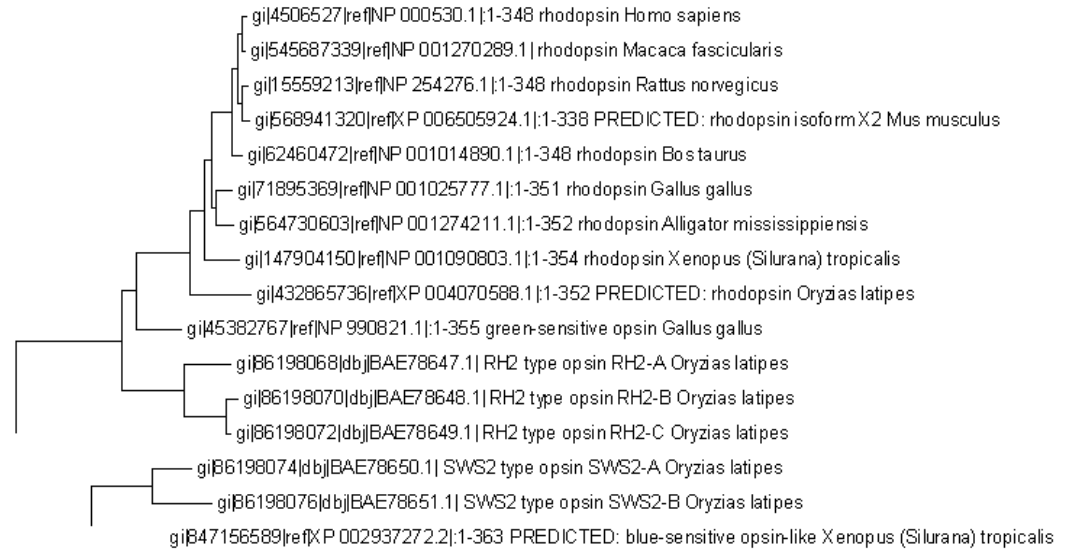 gi|4506527|ref|NP 000530.1|:1-348 rhodopsin Homo sapiens
gi|545687339|ref|NP 001270289.1| rhodopsin Macaca fascicularis
gi|15559213|ref|NP 254276.1|:1-348 rhodopsin Rattus norvegicus
gi|568941320|ref|XP 006505924.1|:1-338 PREDICTED: rhodopsin isoform X2 Mus musculus
gi|62460472|ref|NP 001014890.1|:1-348 rhodopsin Bos taurus
gi|71895369|ref|NP 001025777.1|:1-351 rhodopsin Gallus gallus
gi|564730603|ref|NP 001274211.1|:1-352 rhodopsin Alligator mississippiensis
gi|147904150|ref|NP 001090803.1|:1-354 rhodopsin Xenopus (Silurana) tropicalis
gi|432865736|ref|XP 004070588.1|:1-352 PREDICTED: rhodopsin Oryzias latipes
gi|45382767|ref|NP 990821.1|:1-355 green-sensitive opsin Gallus gallus
gi|86198068|dbj|BAE78647.1| RH2 type opsin RH2-A Oryzias latipes
gi|86198070|dbj|BAE78648.1| RH2 type opsin RH2-B Oryzias latipes
gi|86198072|dbj|BAE78649.1| RH2 type opsin RH2-C Oryzias latipes
gi|86198074|dbj|BAE78650.1| SWS2 type opsin SWS2-A Oryzias latipes
gi|86198076|dbj|BAE78651.1| SWS2 type opsin SWS2-B Oryzias latipes
gi|847156589|ref|XP 002937272.2|:1-363 PREDICTED: blue-sensitive opsin-like Xenopus (Silurana) tropicalis